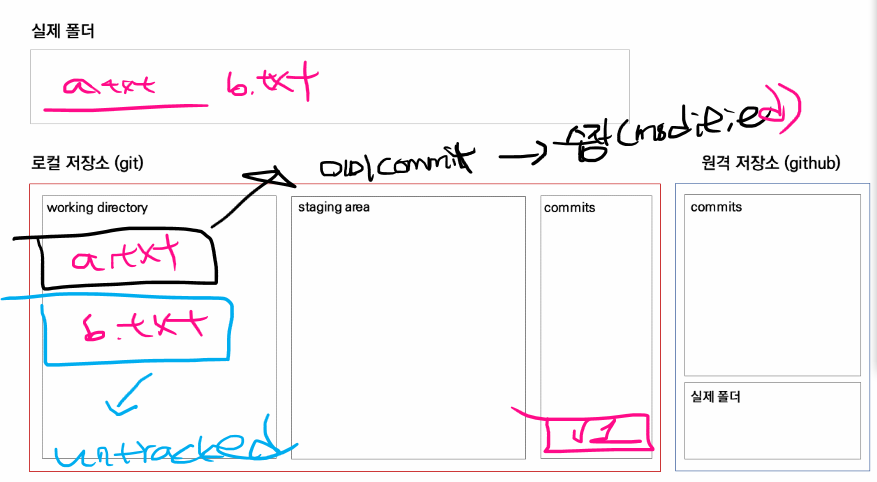 실제 폴더
a.txt b.txt
이미 commit → 수정(modified)
로컬 저장소 (git)
원격 저장소 (github)
working directory
staging area
commits
commits
a.txt
b.txt
실제 폴더
v1
untracked